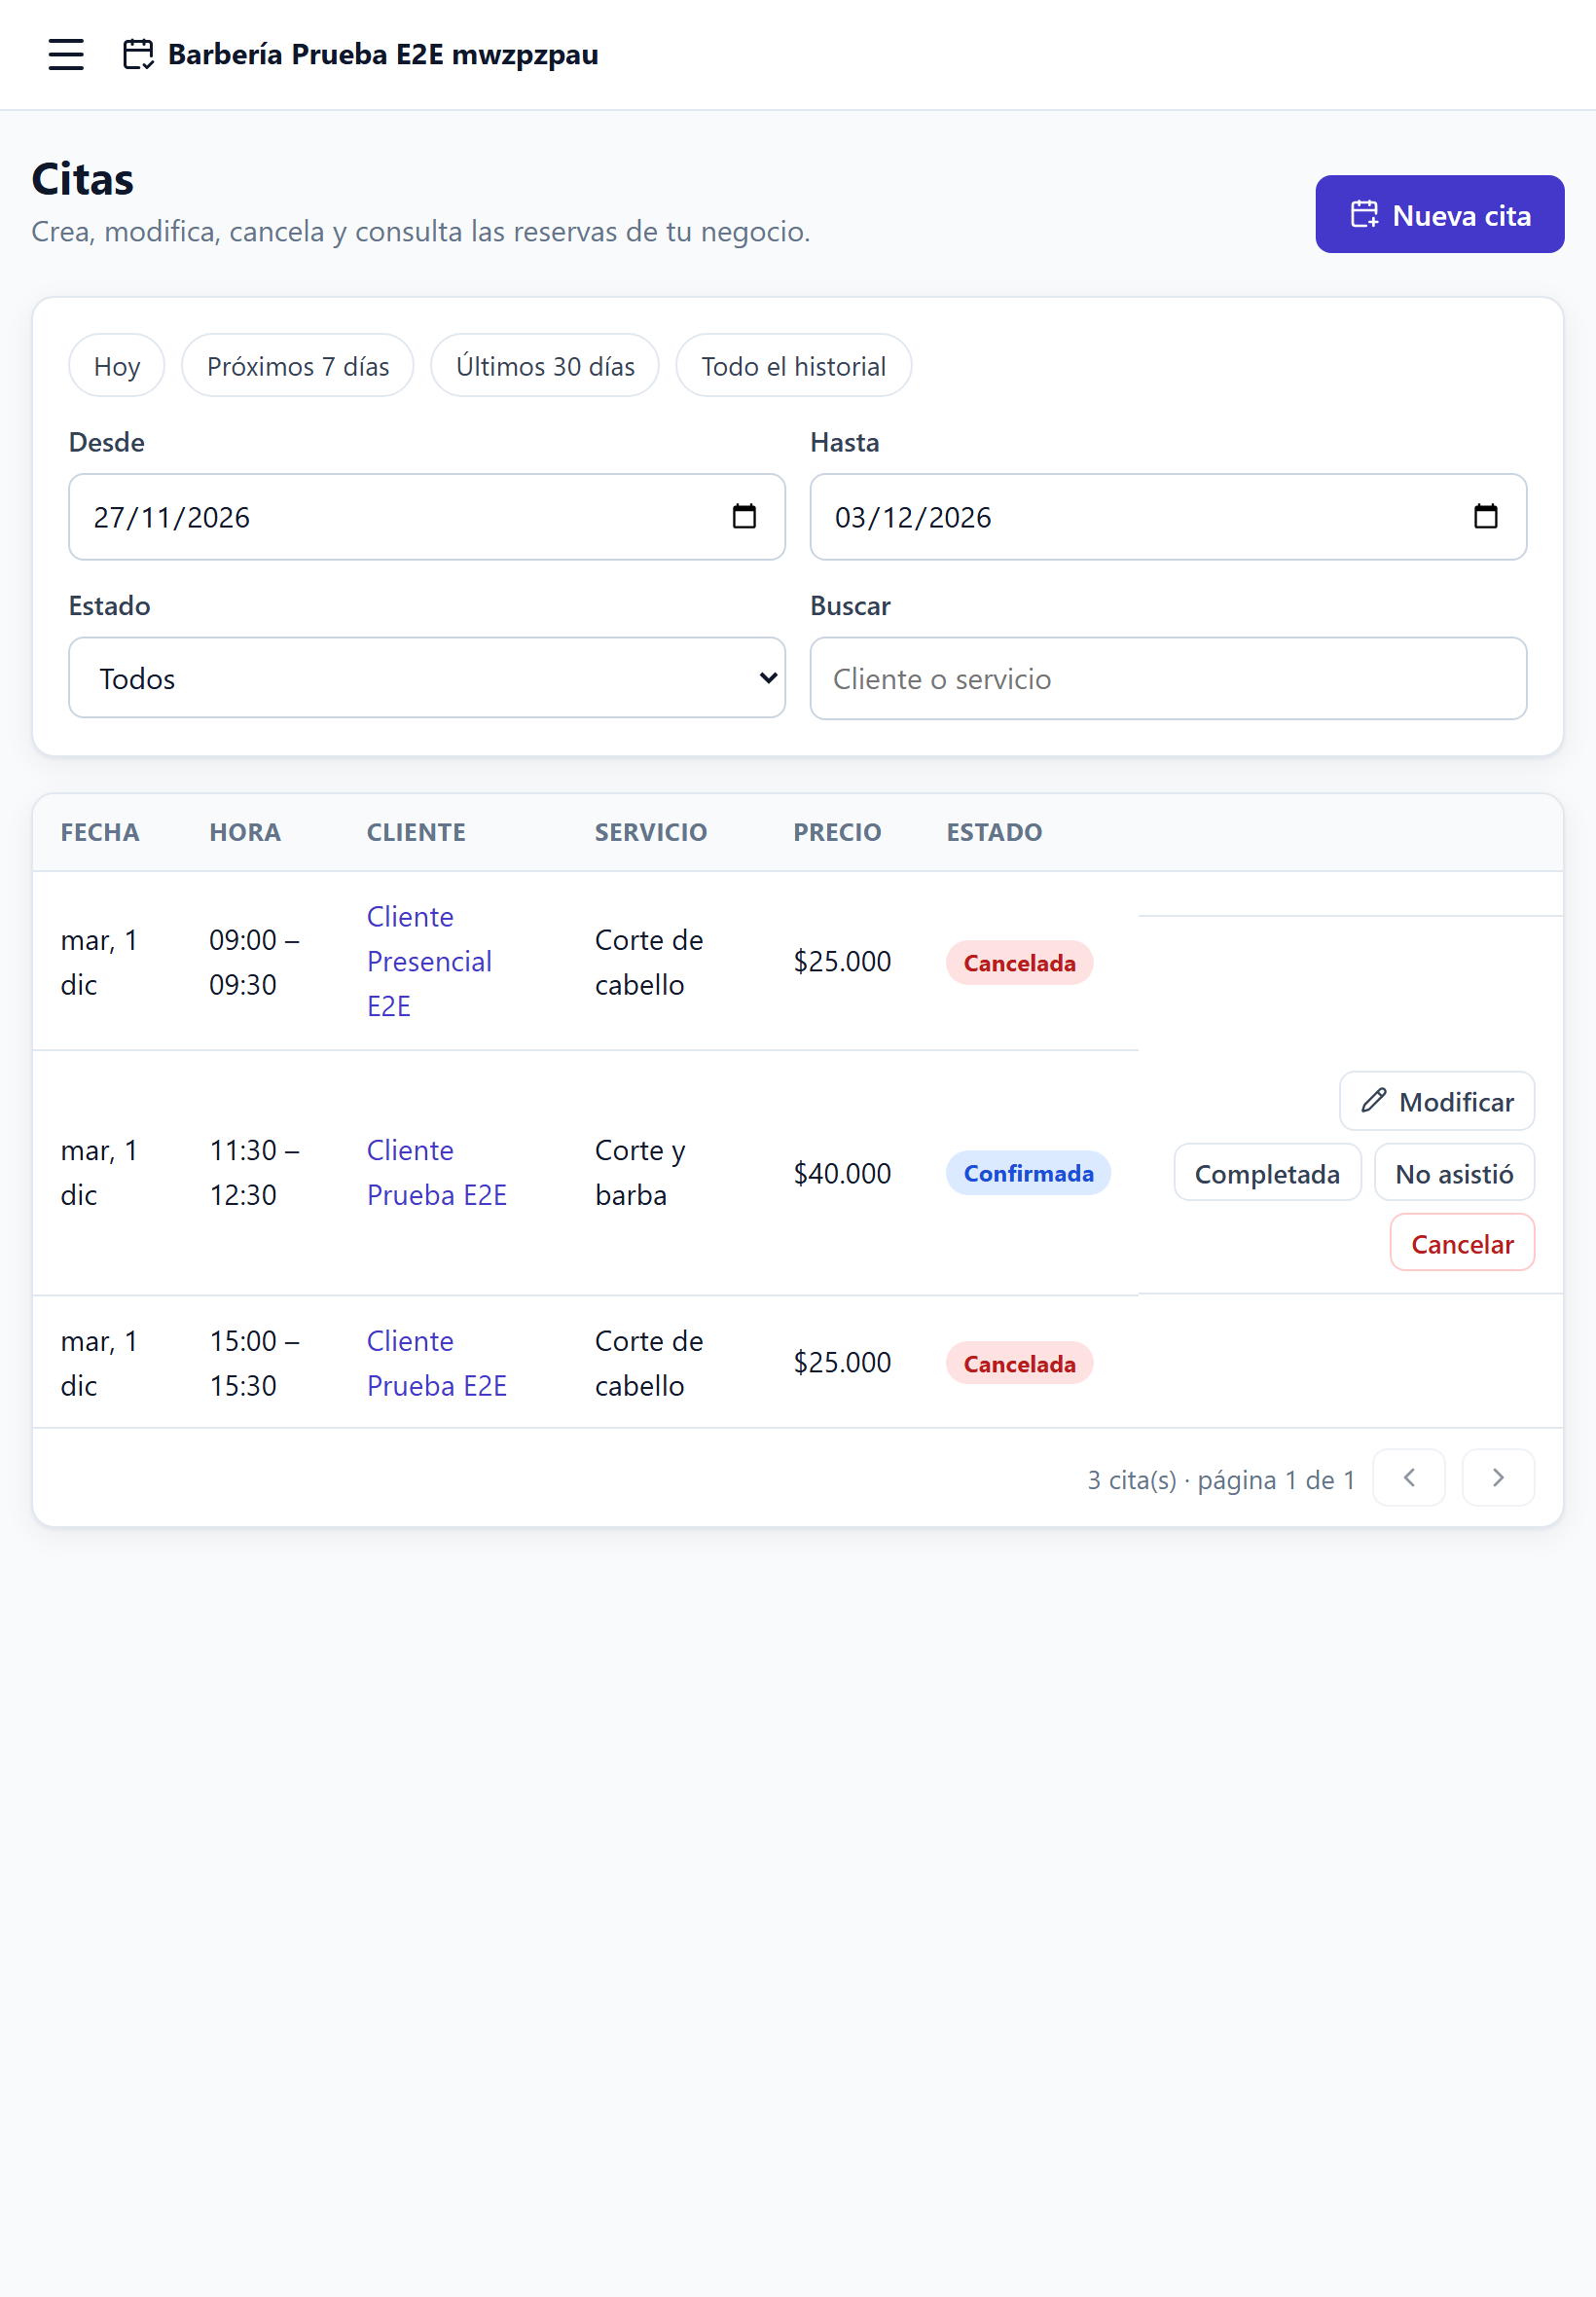 Barbería Prueba E2E mwzpzpau
Citas
Crea, modifica, cancela y consulta las reservas de tu negocio.
Nueva cita
Hoy
Próximos 7 días
Últimos 30 días
Todo el historial
Desde
Hasta
27/11/2026
03/12/2026
Estado
Buscar
Todos
Cliente o servicio
FECHA HORA CLIENTE SERVICIO PRECIO ESTADO
mar, 1
dic
09:00 –
09:30
Cliente
Presencial
E2E
Corte de
cabello
$25.000
Cancelada
mar, 1
dic
11:30 –
12:30
Cliente
Prueba E2E
Corte y
barba
$40.000
Confirmada
Modificar
Completada
No asistió
Cancelar
mar, 1
dic
15:00 –
15:30
Cliente
Prueba E2E
Corte de
cabello
$25.000
Cancelada
3 cita(s) · página 1 de 1